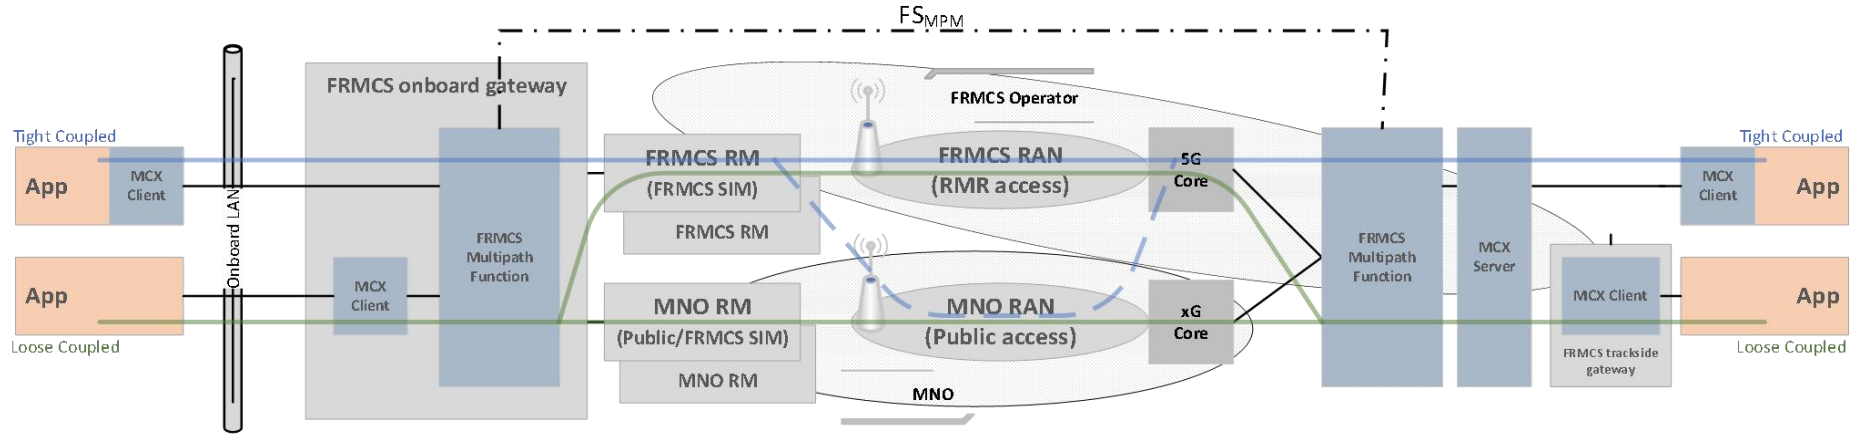 FS_MPM
FRMCS onboard gateway
FRMCS Operator
Tight Coupled
App
MCX
Client
Onboard LAN
FRMCS
Multipath
Function
MCX
Client
App
Loose Coupled
FRMCS RM
(FRMCS SIM)
FRMCS RM
FRMCS RAN
(RMR access)
5G
Core
MNO RM
(Public/FRMCS SIM)
MNO RM
MNO RAN
(Public access)
xG
Core
MNO
FRMCS
Multipath
Function
MCX
Server
Tight Coupled
MCX
Client
App
MCX Client
FRMCS trackside
gateway
App
Loose Coupled